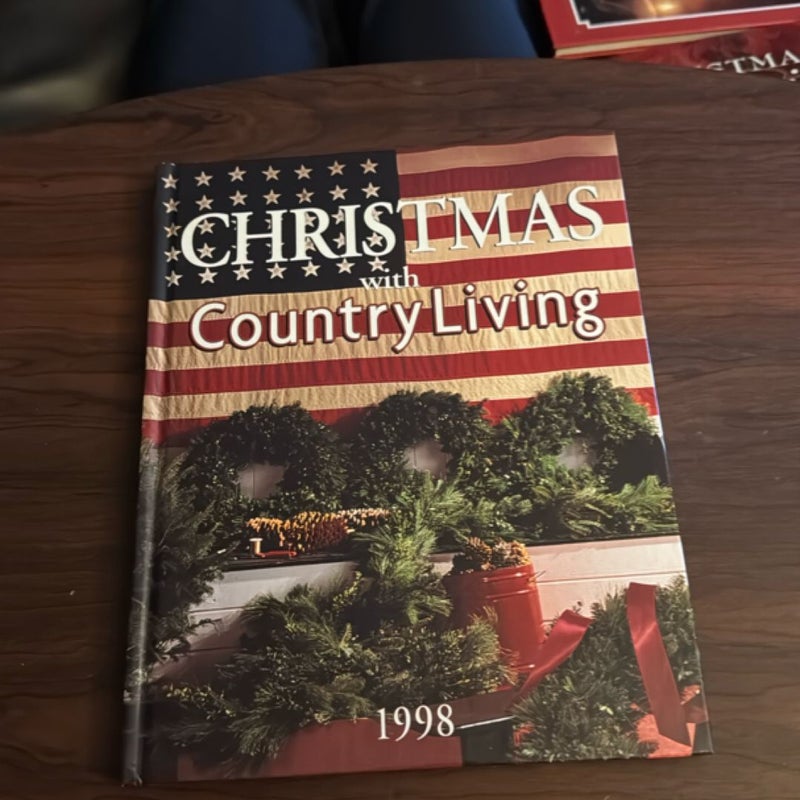 CHRISTMAS
with
Country Living
1998